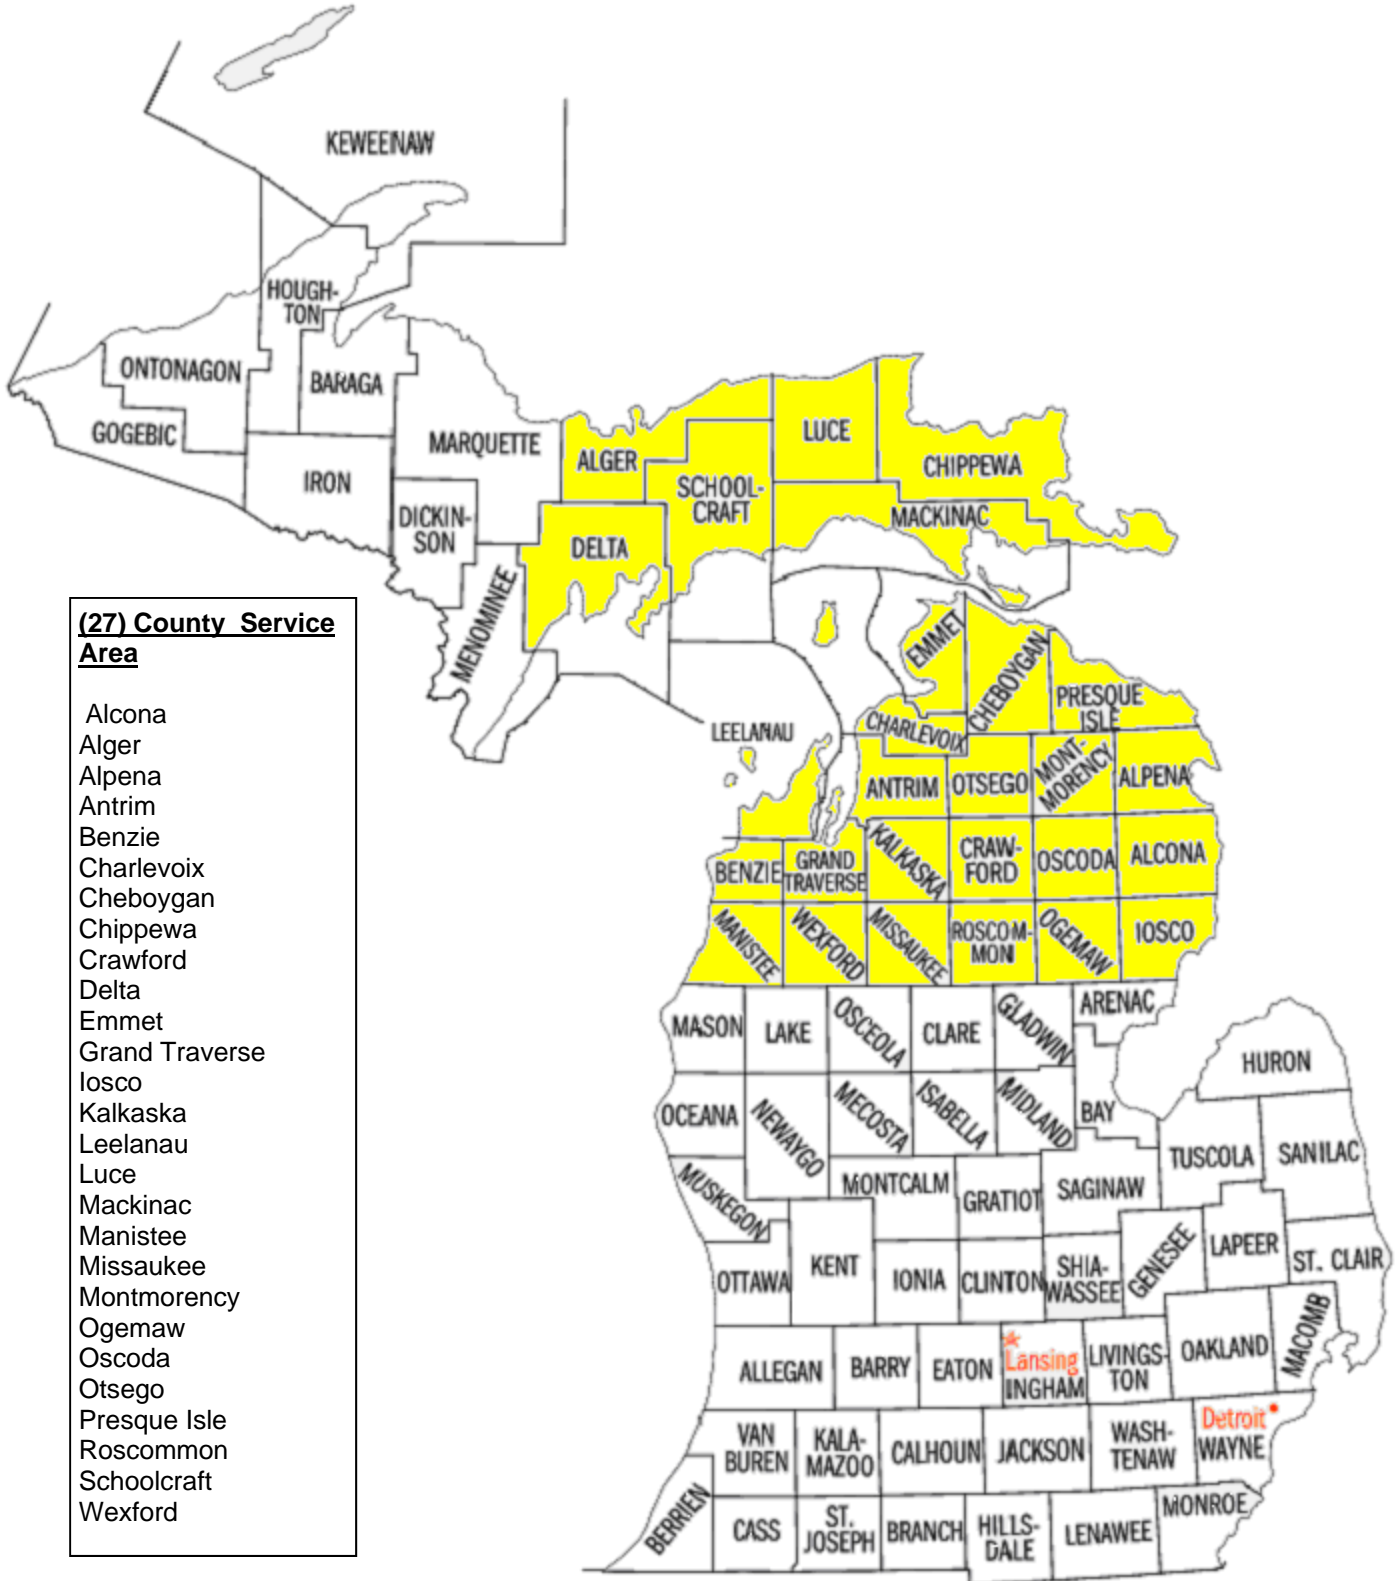 KEWEENAW
HOUGH-
TON
ONTONAGON
BARAGA
GOGEBIC
MARQUETTE
IRON
DICKIN-
SON
MENOMINEE
ALGER
SCHOOL-
CRAFT
LUCE
CHIPPEWA
MACKINAC
DELTA
(27) County Service
Area
Alcona
Alger
Alpena
Antrim
Benzie
Charlevoix
Cheboygan
Chippewa
Crawford
Delta
Emmet
Grand Traverse
Iosco
Kalkaska
Leelanau
Luce
Mackinac
Manistee
Missaukee
Montmorency
Ogemaw
Oscoda
Otsego
Presque Isle
Roscommon
Schoolcraft
Wexford
EMMET
CHEBOYGAN
PRESQUE
ISLE
LEELANAU
CHARLEVOIX
ANTRIM
OTSEGO
MONT-
MORENCY
ALPENA
BENZIE
GRAND
TRAVERSE
KALKASKA
CRAW-
FORD
OSCODA
ALCONA
MANISTEE
WEXFORD
MISSAUKEE
ROSCOM-
MON
OGEMAW
IOSCO
MASON
LAKE
OSCEOLA
CLARE
GLADWIN
ARENAC
HURON
OCEANA
NEWAYGO
MECOSTA
ISABELLA
MIDLAND
BAY
TUSCOLA
SANILAC
MUSKEGON
MONTCALM
GRATIOT
SAGINAW
OTTAWA
KENT
IONIA
CLINTON
SHIA-
WASSEE
GENESEE
LAPEER
ST. CLAIR
ALLEGAN
BARRY
EATON
Lansing
INGHAM
LIVINGS-
TON
OAKLAND
MACOMB
VAN
BUREN
KALA-
MAZOO
CALHOUN
JACKSON
WASH-
TENAW
Detroit
WAYNE
BERRIEN
CASS
ST.
JOSEPH
BRANCH
HILLS-
DALE
LENAWEE
MONROE